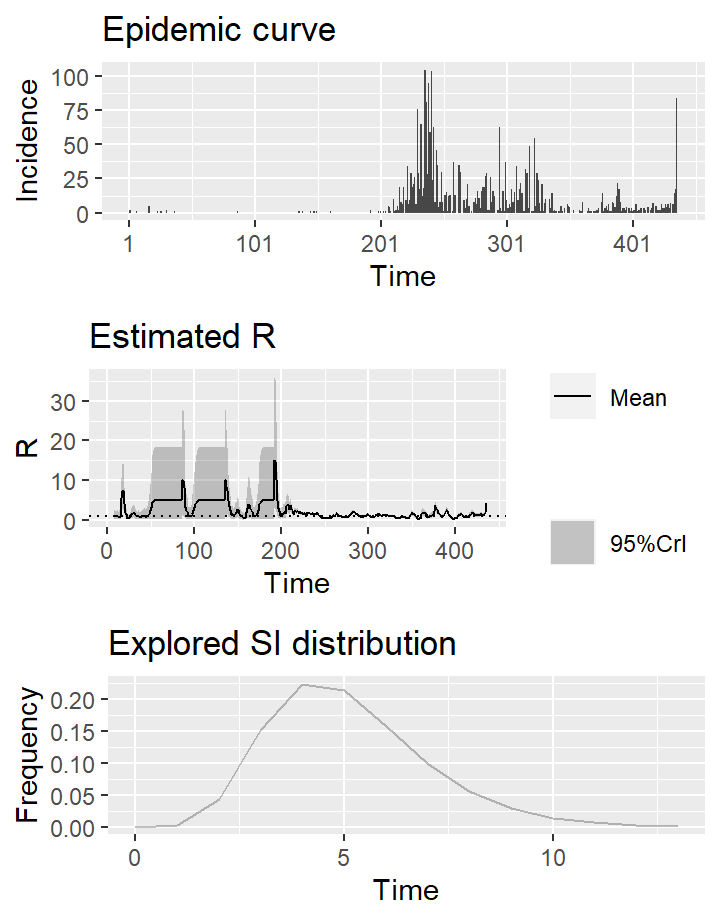 Epidemic curve
Incidence
100
75
50
25
0
1 101 201 301 401
Time
Estimated R
R
30
20
10
0
0 100 200 300 400
Time
Mean
95%CrI
Explored SI distribution
Frequency
0.20
0.15
0.10
0.05
0.00
0 5 10
Time